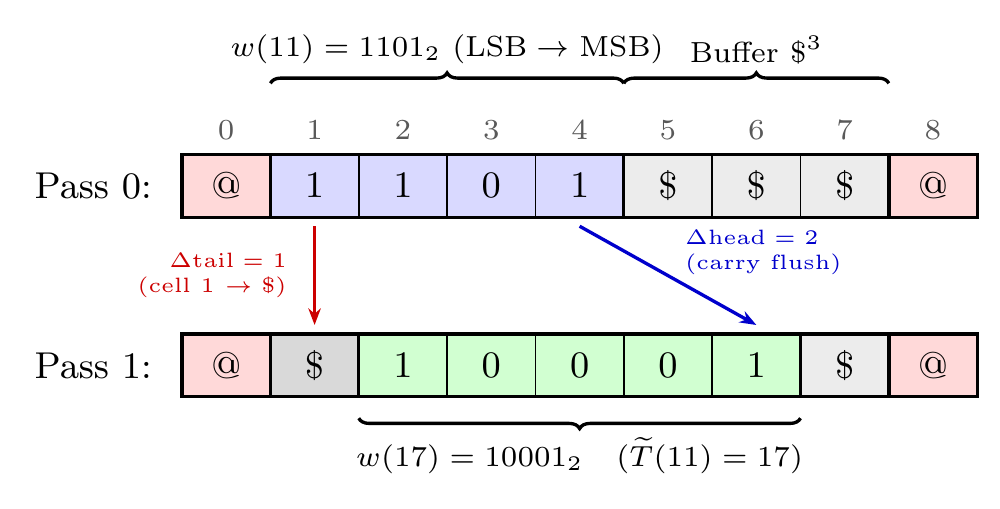 w(11) = 1101₂ (LSB → MSB) Buffer $³
0 1 2 3 4 5 6 7 8
Pass 0: @ 1 1 0 1 $ $ $ @
Δtail = 1
(cell 1 → $)
Δhead = 2
(carry flush)
Pass 1: @ $ 1 0 0 0 1 $ @
w(17) = 10001₂ (T̃(11) = 17)